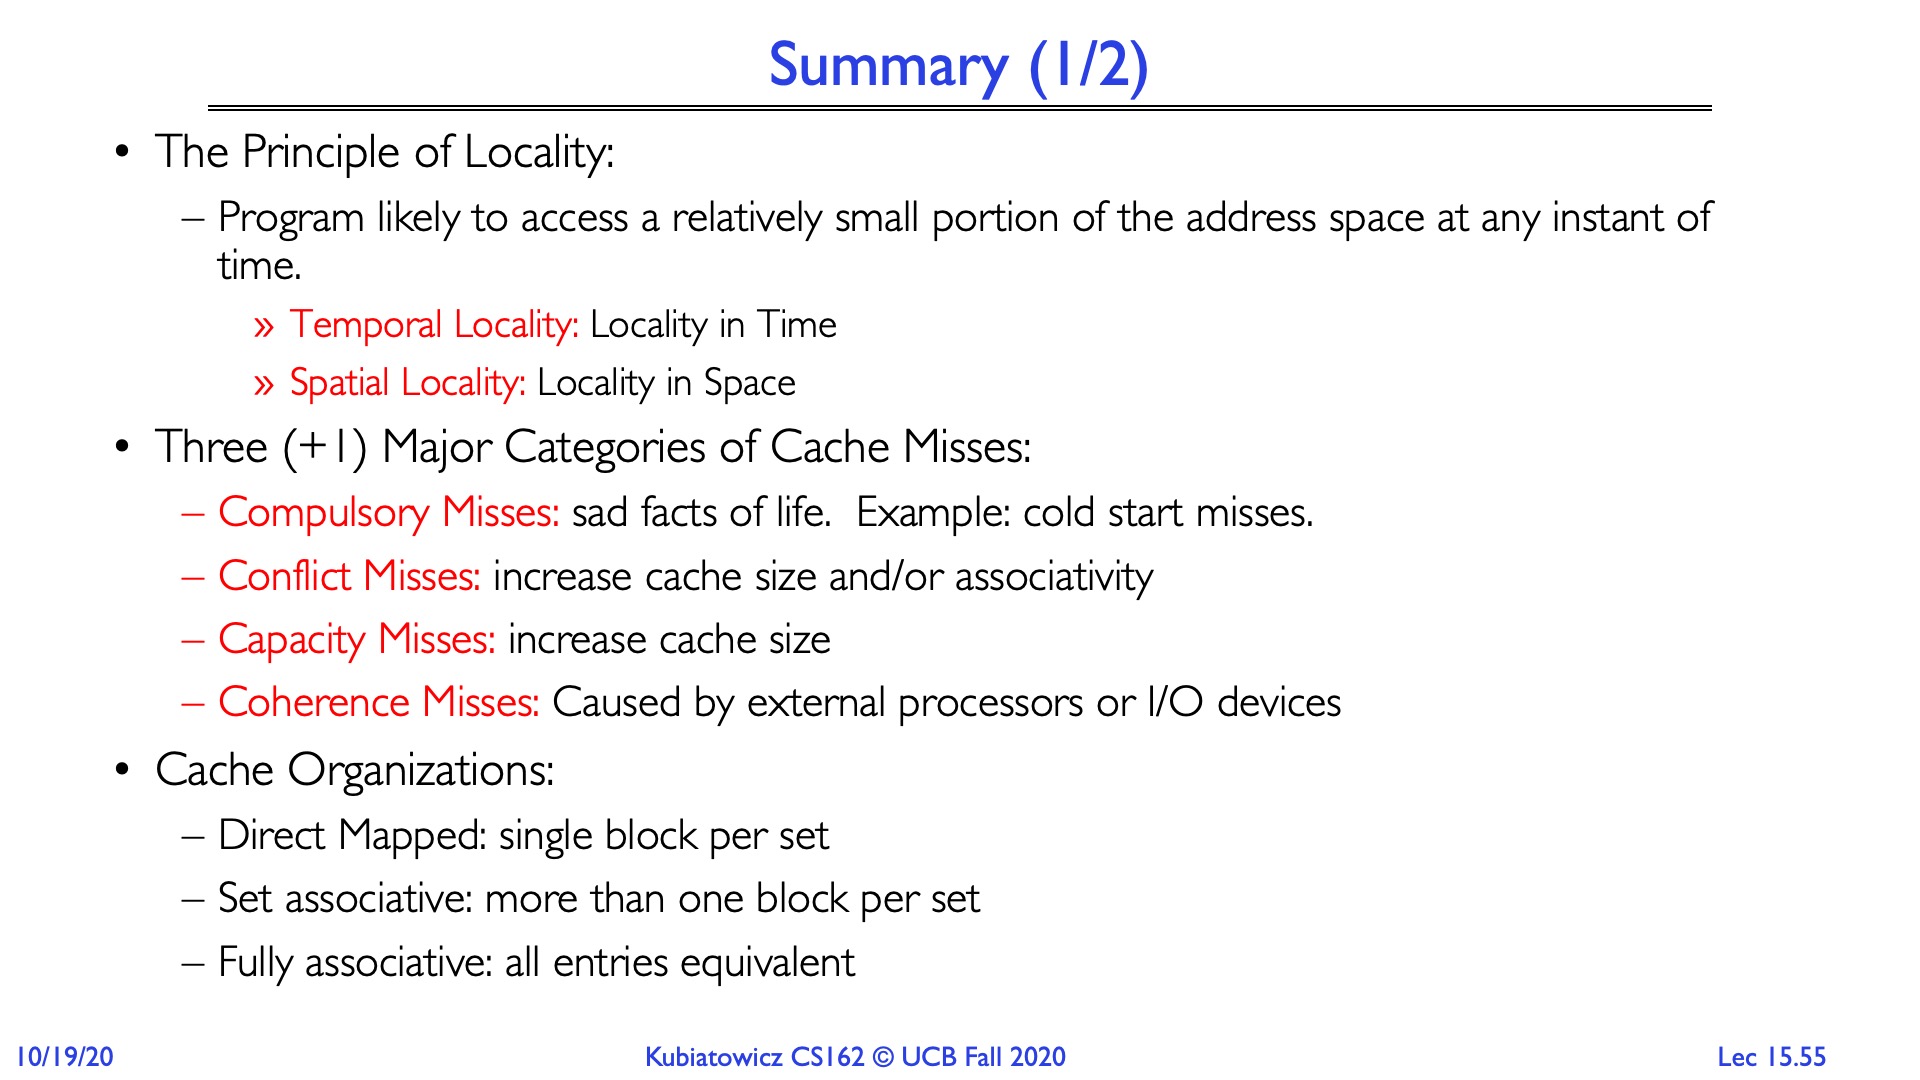 Summary (1/2)
• The Principle of Locality:
– Program likely to access a relatively small portion of the address space at any instant of
time.
» Temporal Locality: Locality in Time
» Spatial Locality: Locality in Space
• Three (+1) Major Categories of Cache Misses:
– Compulsory Misses: sad facts of life.  Example: cold start misses.
– Conflict Misses: increase cache size and/or associativity
– Capacity Misses: increase cache size
– Coherence Misses: Caused by external processors or I/O devices
• Cache Organizations:
– Direct Mapped: single block per set
– Set associative: more than one block per set
– Fully associative: all entries equivalent
10/19/20
Kubiatowicz CS162 © UCB Fall 2020
Lec 15.55